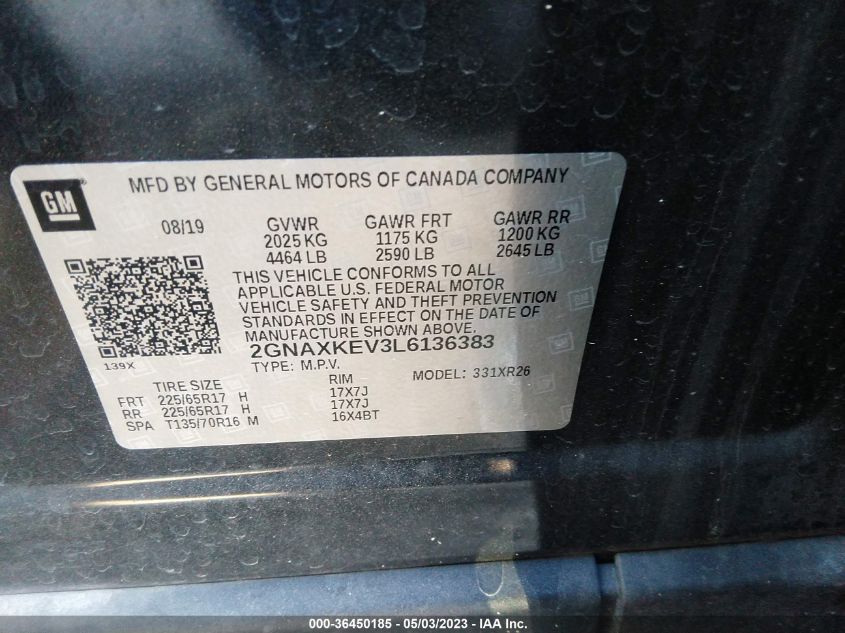 GM
MFD BY GENERAL MOTORS OF CANADA COMPANY
08/19 GVWR GAWR FRT GAWR RR
2025 KG 1175 KG 1200 KG
4464 LB 2590 LB 2645 LB
THIS VEHICLE CONFORMS TO ALL
APPLICABLE U.S. FEDERAL MOTOR
VEHICLE SAFETY AND THEFT PREVENTION
STANDARDS IN EFFECT ON THE DATE OF
MANUFACTURE SHOWN ABOVE.
2GNAXKEV3L6136383
139X TYPE: M.P.V. MODEL: 331XR26
TIRE SIZE RIM
FRT 225/65R17 H 17X7J
RR 225/65R17 H 17X7J
SPA T135/70R16 M 16X4BT
000-36450185 - 05/03/2023 - IAA Inc.